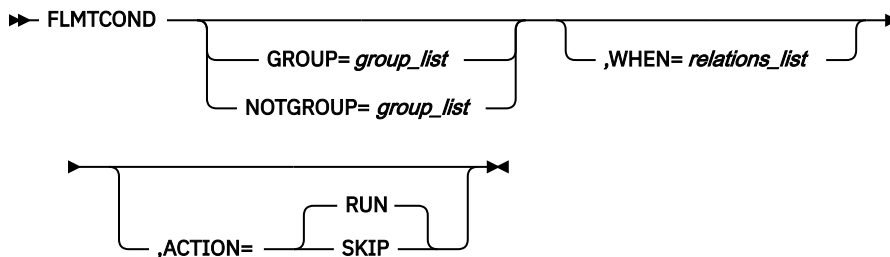 FLMTCOND
GROUP= group_list
NOTGROUP= group_list
,WHEN= relations_list
,ACTION=
RUN
SKIP